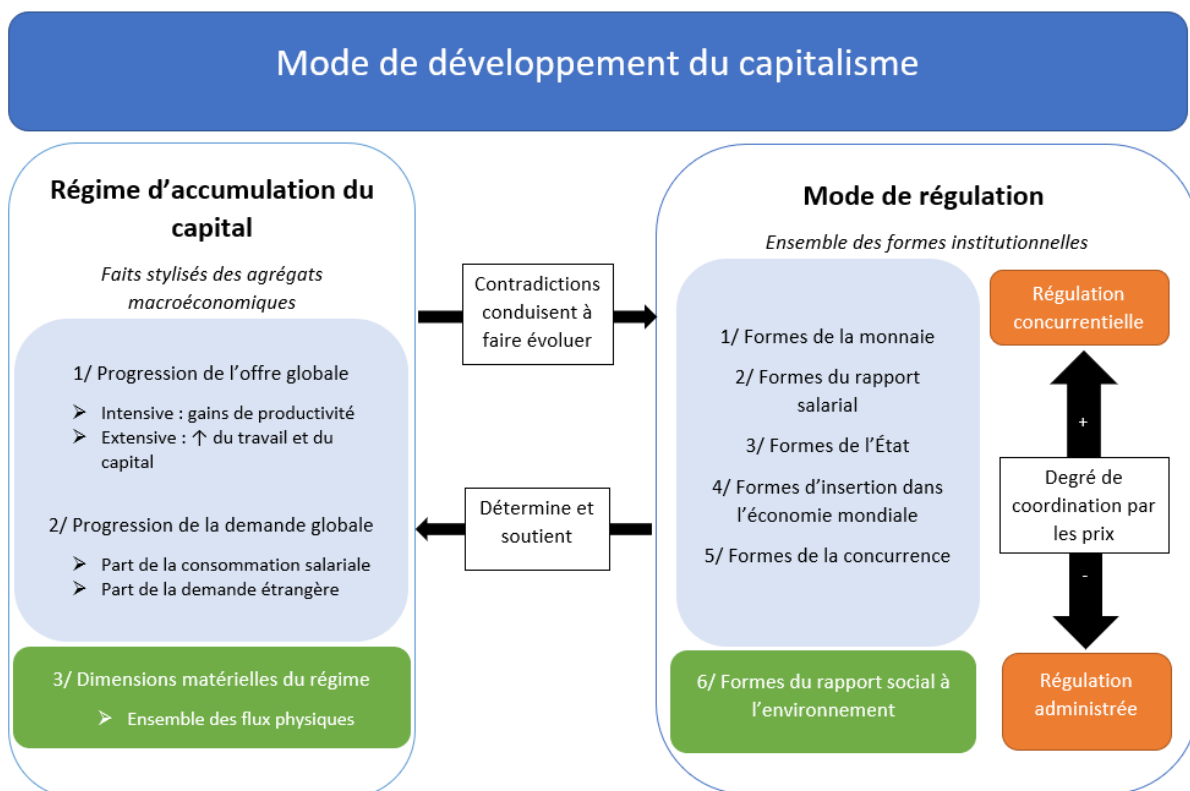 Mode de développement du capitalisme
Régime d’accumulation du
capital
Faits stylisés des agrégats
macroéconomiques
1/ Progression de l’offre globale
➢ Intensive : gains de productivité
➢ Extensive : ↑ du travail et du
capital
2/ Progression de la demande globale
➢ Part de la consommation salariale
➢ Part de la demande étrangère
3/ Dimensions matérielles du régime
➢ Ensemble des flux physiques
Contradictions
conduisent à
faire évoluer
Détermine et
soutient
Mode de régulation
Ensemble des formes institutionnelles
1/ Formes de la monnaie
2/ Formes du rapport
salarial
3/ Formes de l’État
4/ Formes d’insertion dans
l’économie mondiale
5/ Formes de la concurrence
6/ Formes du rapport social à
l’environnement
Régulation
concurrentielle
+
Degré de
coordination par
les prix
-
Régulation
administrée